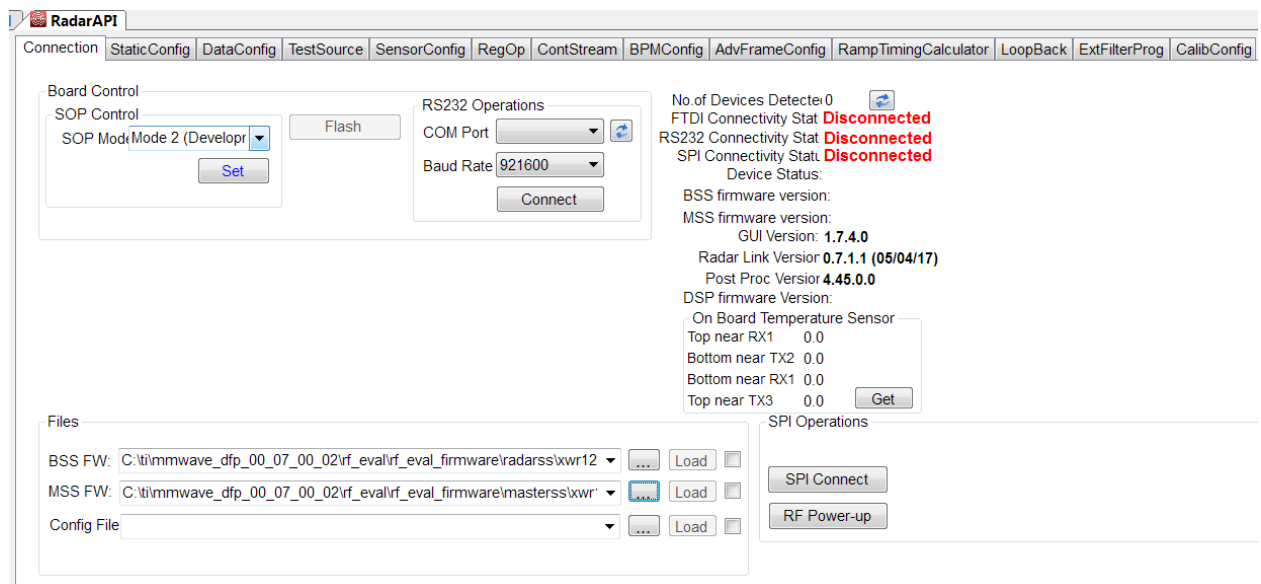 RadarAPI
Connection StaticConfig DataConfig TestSource SensorConfig RegOp ContStream BPMConfig AdvFrameConfig RampTimingCalculator LoopBack ExtFilterProg CalibConfig
Board Control
SOP Control
SOP Mode Mode 2 (Developr
Set
Flash
RS232 Operations
COM Port
Baud Rate 921600
Connect
No.of Devices Detecte 0
FTDI Connectivity Stat Disconnected
RS232 Connectivity Stat Disconnected
SPI Connectivity Statu Disconnected
Device Status:
BSS firmware version:
MSS firmware version:
GUI Version: 1.7.4.0
Radar Link Version 0.7.1.1 (05/04/17)
Post Proc Version 4.45.0.0
DSP firmware Version:
On Board Temperature Sensor
Top near RX1 0.0
Bottom near TX2 0.0
Bottom near RX1 0.0
Top near TX3 0.0 Get
Files
BSS FW: C:\ti\mmwave_dfp_00_07_00_02\rf_eval\rf_eval_firmware\radarss\xwr12 ... Load
MSS FW: C:\ti\mmwave_dfp_00_07_00_02\rf_eval\rf_eval_firmware\masterss\xwr ... Load
Config File ... Load
SPI Operations
SPI Connect
RF Power-up